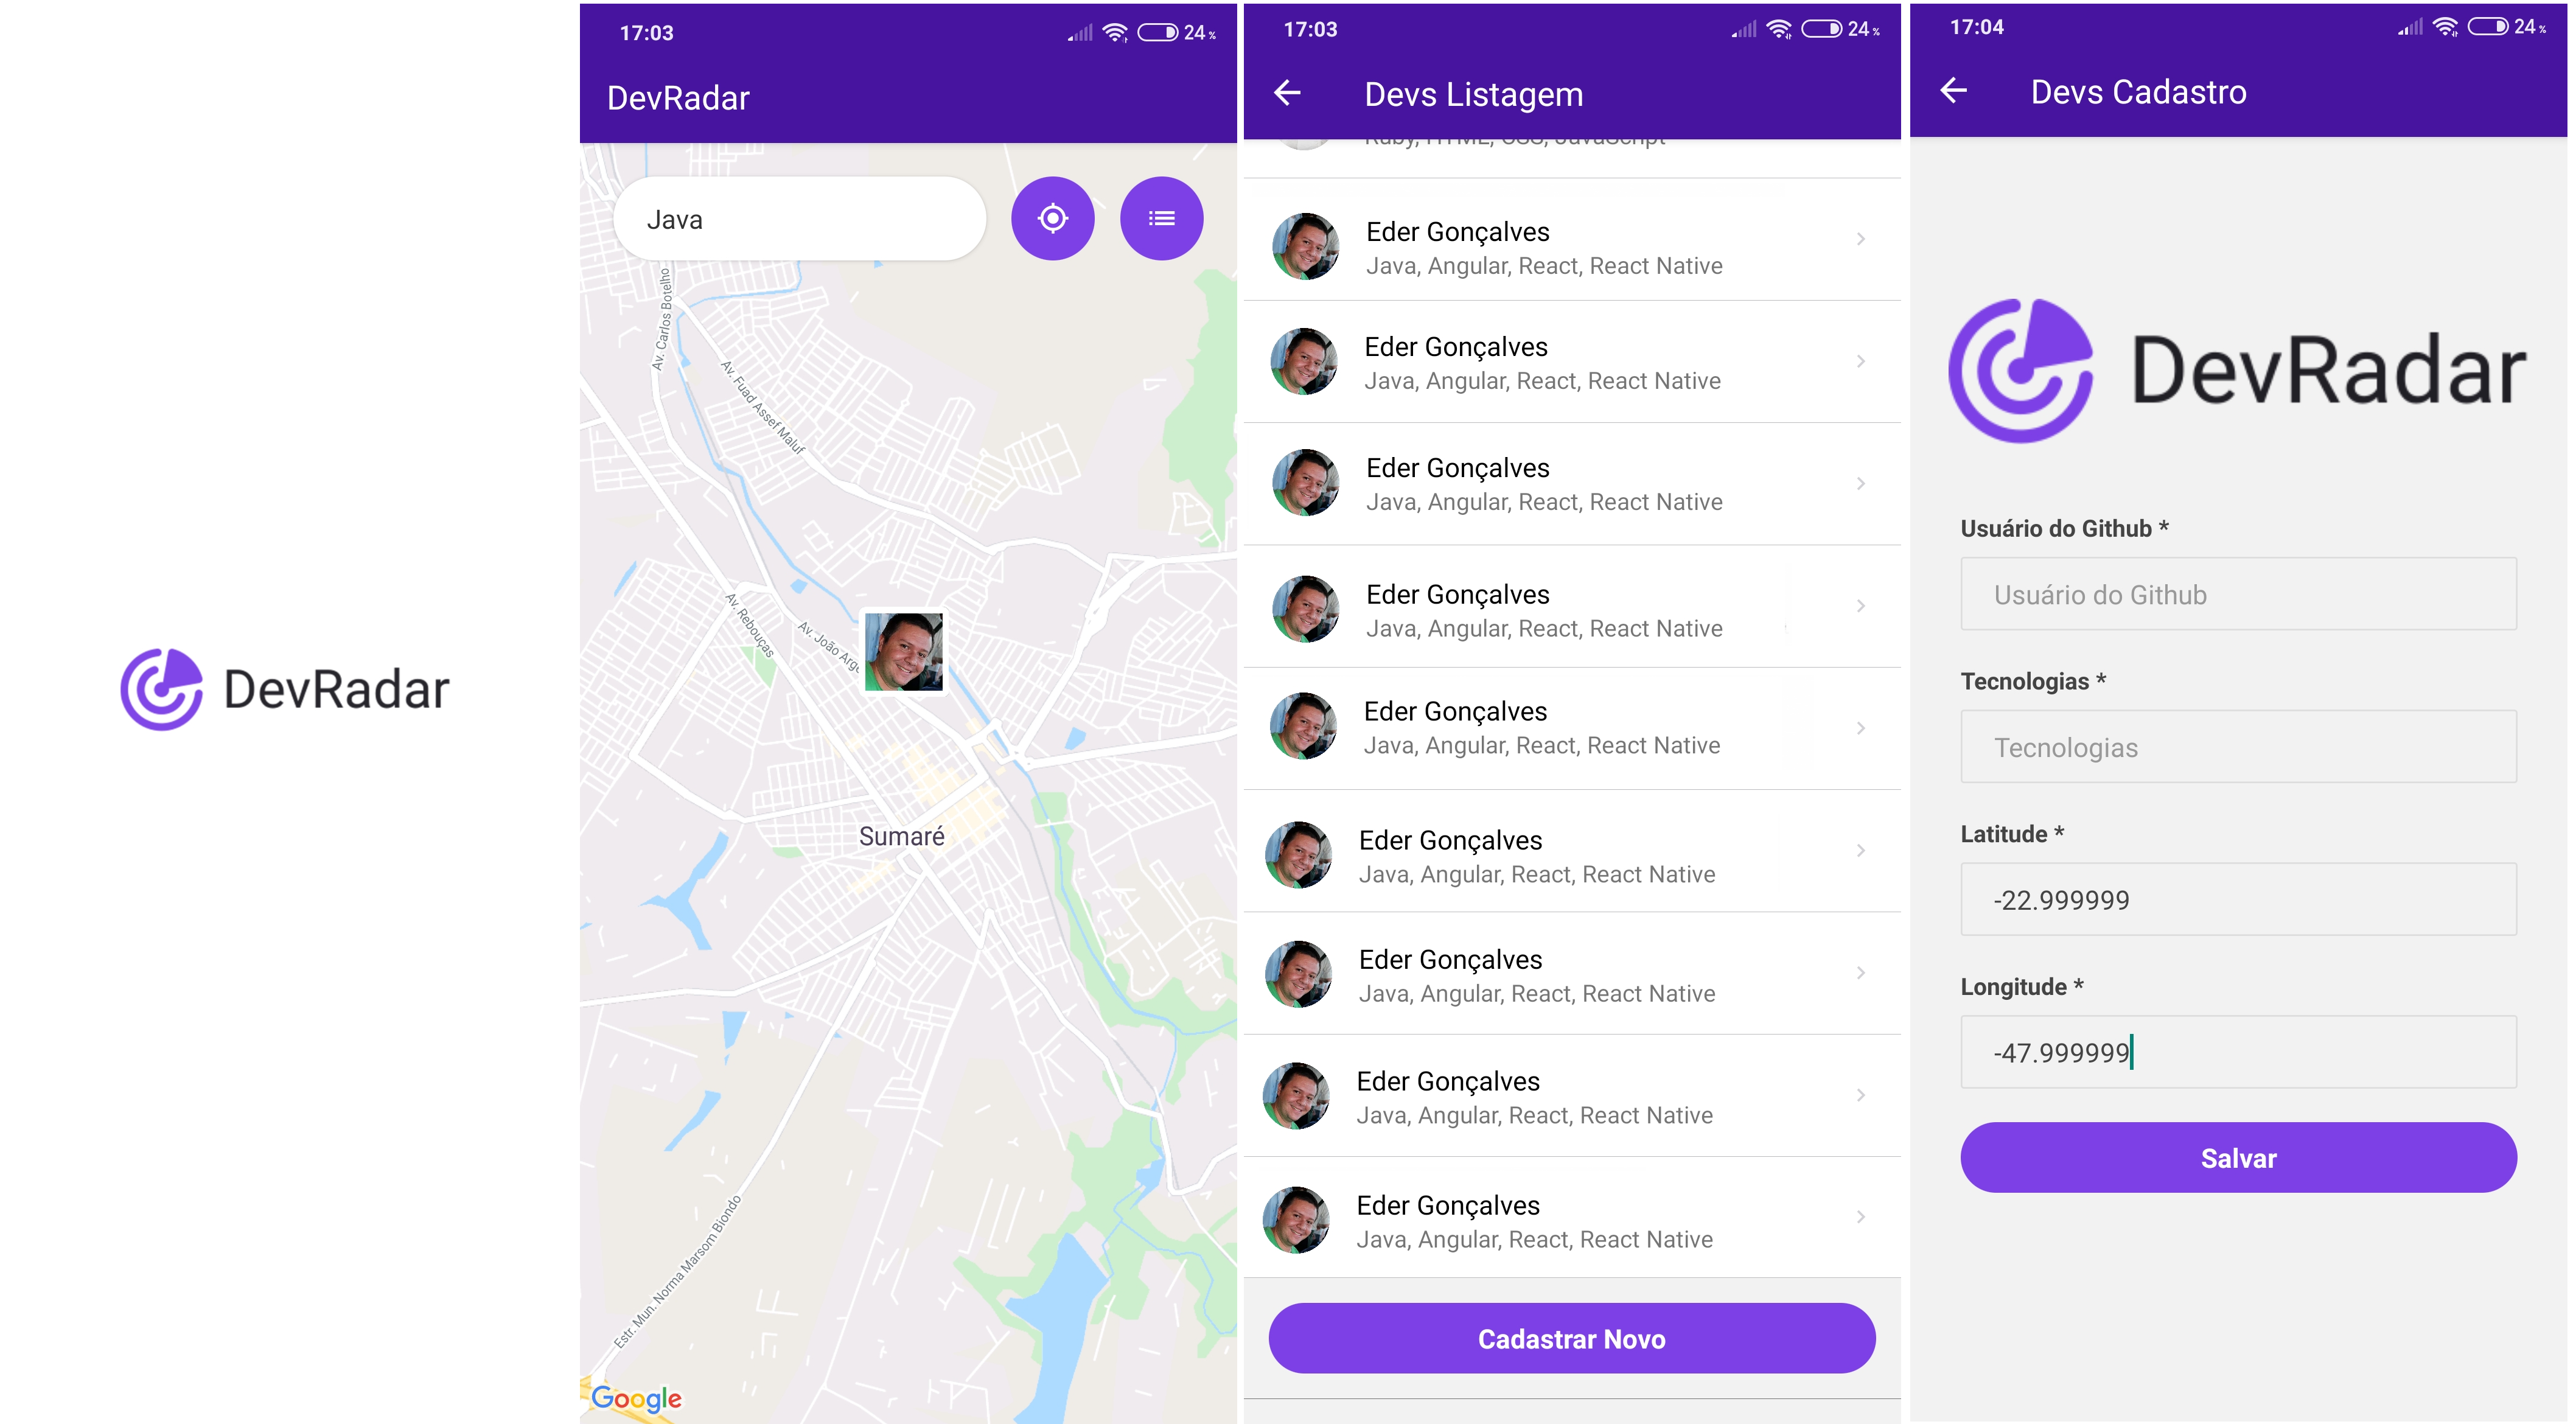 DevRadar
17:03
24%
DevRadar
Java
Av. Carlos Botelho
Av. Fuad Assef Maluf
Av. Rebouças
Av. João Arge
Sumaré
Estr. Mun. Norma Marsom Biondo
Google
17:03
24%
Devs Listagem
Ruby, HTML, CSS, JavaScript
Eder Gonçalves
Java, Angular, React, React Native
Eder Gonçalves
Java, Angular, React, React Native
Eder Gonçalves
Java, Angular, React, React Native
Eder Gonçalves
Java, Angular, React, React Native
Eder Gonçalves
Java, Angular, React, React Native
Eder Gonçalves
Java, Angular, React, React Native
Eder Gonçalves
Java, Angular, React, React Native
Eder Gonçalves
Java, Angular, React, React Native
Eder Gonçalves
Java, Angular, React, React Native
Cadastrar Novo
17:04
24%
Devs Cadastro
DevRadar
Usuário do Github *
Usuário do Github
Tecnologias *
Tecnologias
Latitude *
-22.999999
Longitude *
-47.999999
Salvar